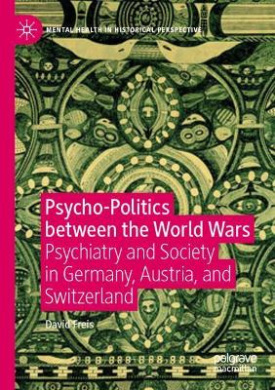 MENTAL HEALTH IN HISTORICAL PERSPECTIVE
Psycho-Politics
between the World Wars
Psychiatry and Society
in Germany, Austria, and
Switzerland
David Freis
palgrave
macmillan